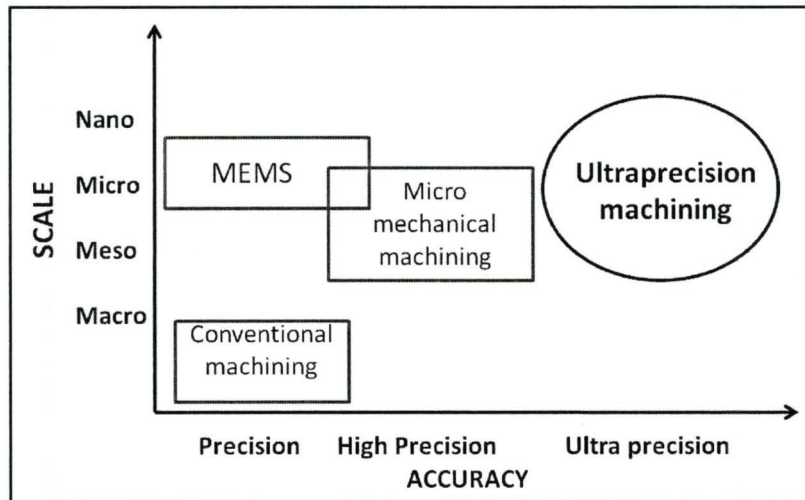 SCALE
Nano
Micro
Meso
Macro
MEMS
Micro
mechanical
machining
Ultraprecision
machining
Conventional
machining
Precision
High Precision
Ultra precision
ACCURACY